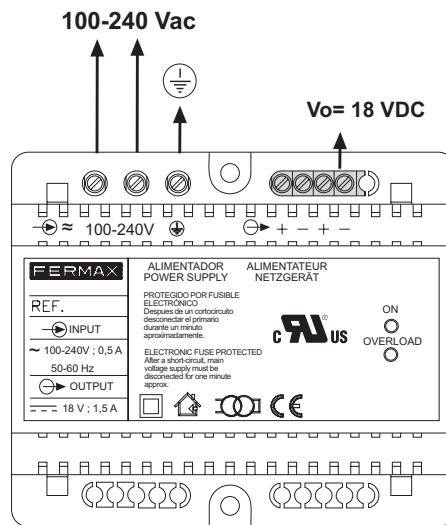 100-240 Vac
Vo= 18 VDC
≈ 100-240V
+ - + -
FERMAX
REF.
INPUT
~ 100-240V ; 0,5 A
50-60 Hz
OUTPUT
18 V ; 1,5 A
ALIMENTADOR
POWER SUPPLY
ALIMENTATEUR
NETZGERÄT
PROTEGIDO POR FUSIBLE
ELECTRÓNICO
Despues de un cortocircuito
desconectar el primario
durante un minuto
aproximadamente.
ELECTRONIC FUSE PROTECTED
After a short-circuit, main
voltage supply must be
disconected for one minute
approx.
c RU ® US
CE
ON
OVERLOAD